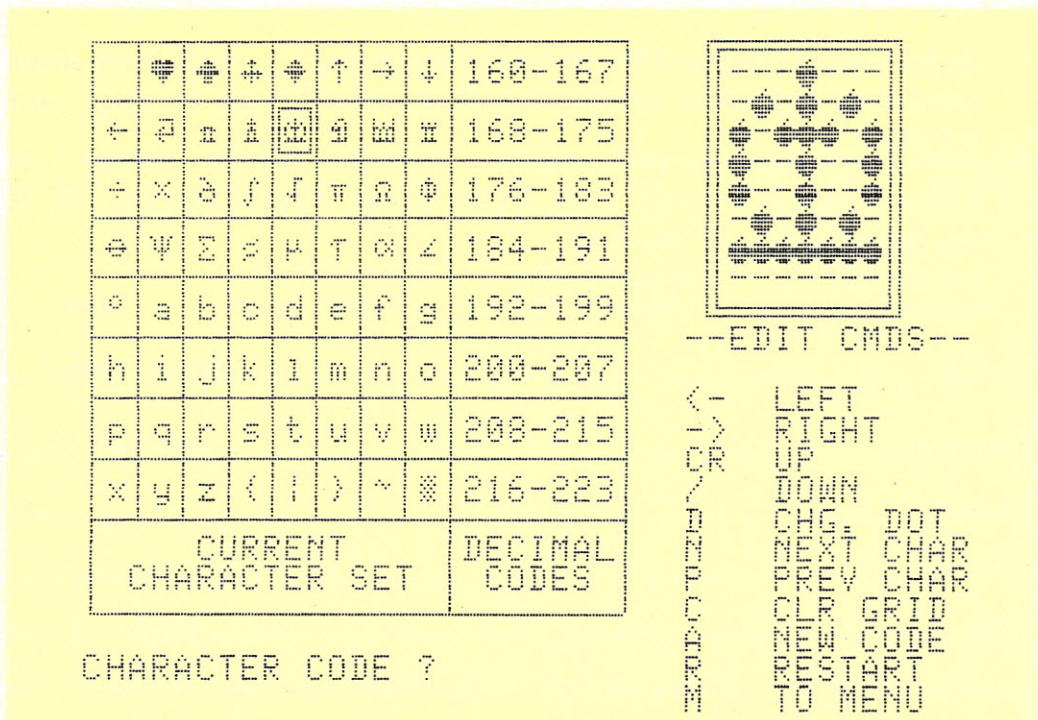 ♥ ♣ ↑ → ↓ 160-167
← 168-175
÷ × ∂ ∫ √ π Ω Φ 176-183
Ψ Σ μ τ α ∠ 184-191
° a b c d e f g 192-199
h i j k l m n o 200-207
p q r s t u v w 208-215
x y z { | } ~ ▒ 216-223
CURRENT
CHARACTER SET
DECIMAL
CODES
CHARACTER CODE ?
--EDIT CMDS--
<- LEFT
-> RIGHT
CR UP
/ DOWN
D CHG. DOT
N NEXT CHAR
P PREV CHAR
C CLR GRID
A NEW CODE
R RESTART
M TO MENU